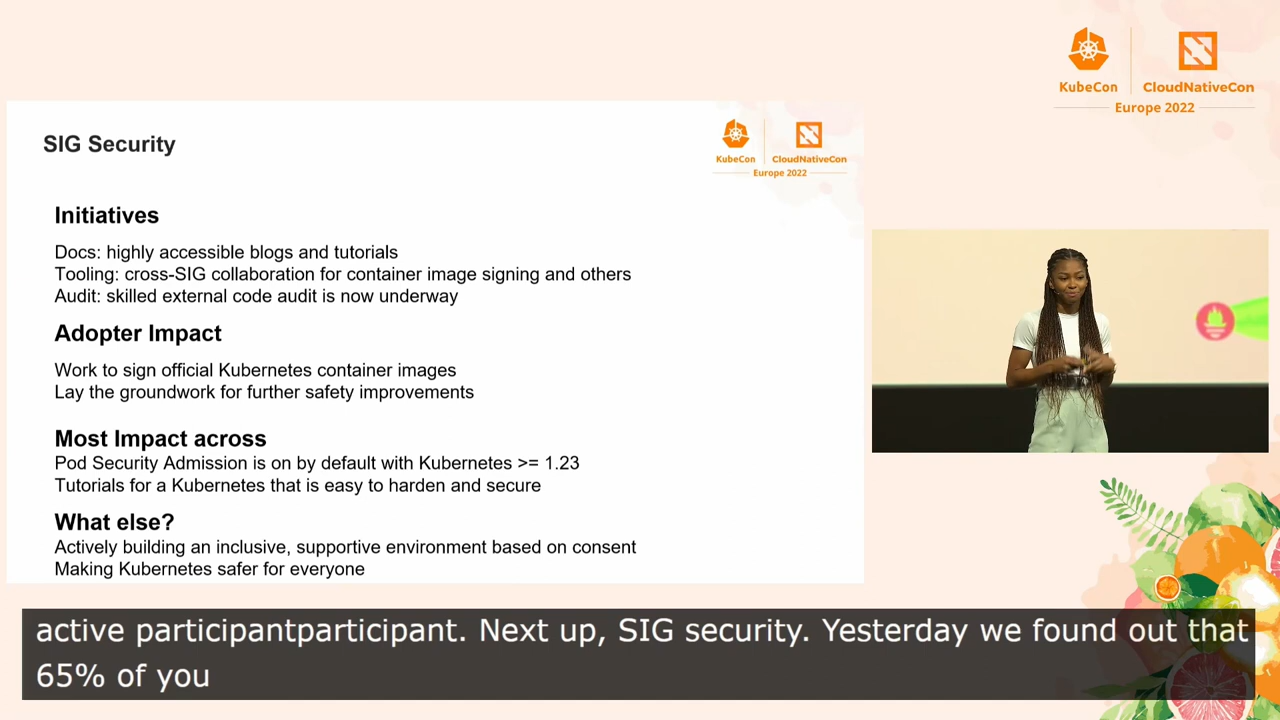 KubeCon
CloudNativeCon
Europe 2022
SIG Security
KubeCon
CloudNativeCon
Europe 2022
Initiatives
Docs: highly accessible blogs and tutorials
Tooling: cross-SIG collaboration for container image signing and others
Audit: skilled external code audit is now underway
Adopter Impact
Work to sign official Kubernetes container images
Lay the groundwork for further safety improvements
Most Impact across
Pod Security Admission is on by default with Kubernetes >= 1.23
Tutorials for a Kubernetes that is easy to harden and secure
What else?
Actively building an inclusive, supportive environment based on consent
Making Kubernetes safer for everyone
active participantparticipant. Next up, SIG security. Yesterday we found out that
65% of you